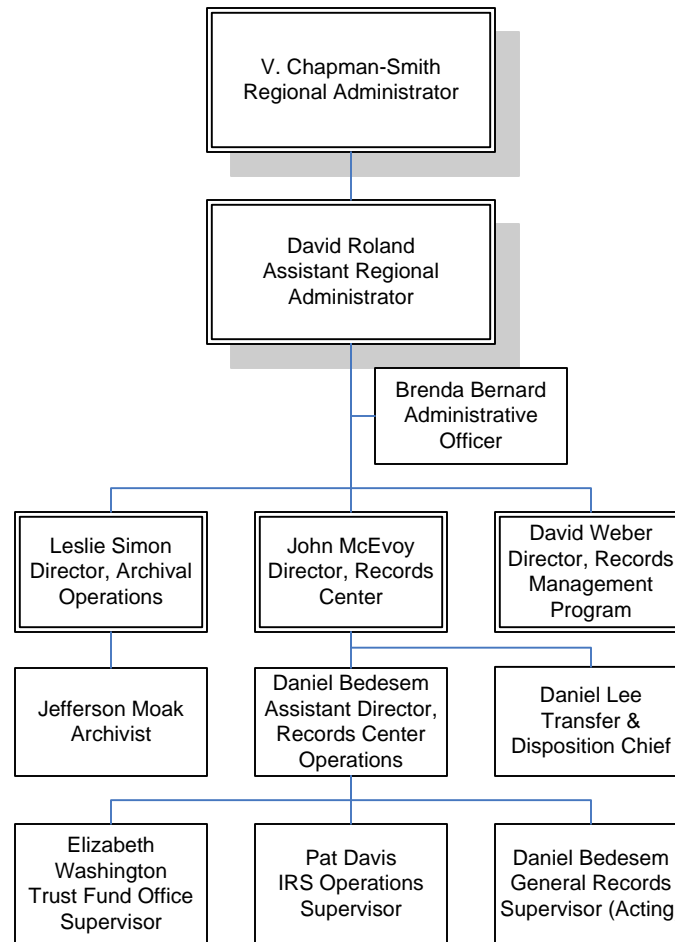 V. Chapman-Smith
Regional Administrator
David Roland
Assistant Regional
Administrator
Brenda Bernard
Administrative
Officer
Leslie Simon
Director, Archival
Operations
John McEvoy
Director, Records
Center
David Weber
Director, Records
Management
Program
Jefferson Moak
Archivist
Daniel Bedesem
Assistant Director,
Records Center
Operations
Daniel Lee
Transfer &
Disposition Chief
Elizabeth
Washington
Trust Fund Office
Supervisor
Pat Davis
IRS Operations
Supervisor
Daniel Bedesem
General Records
Supervisor (Acting